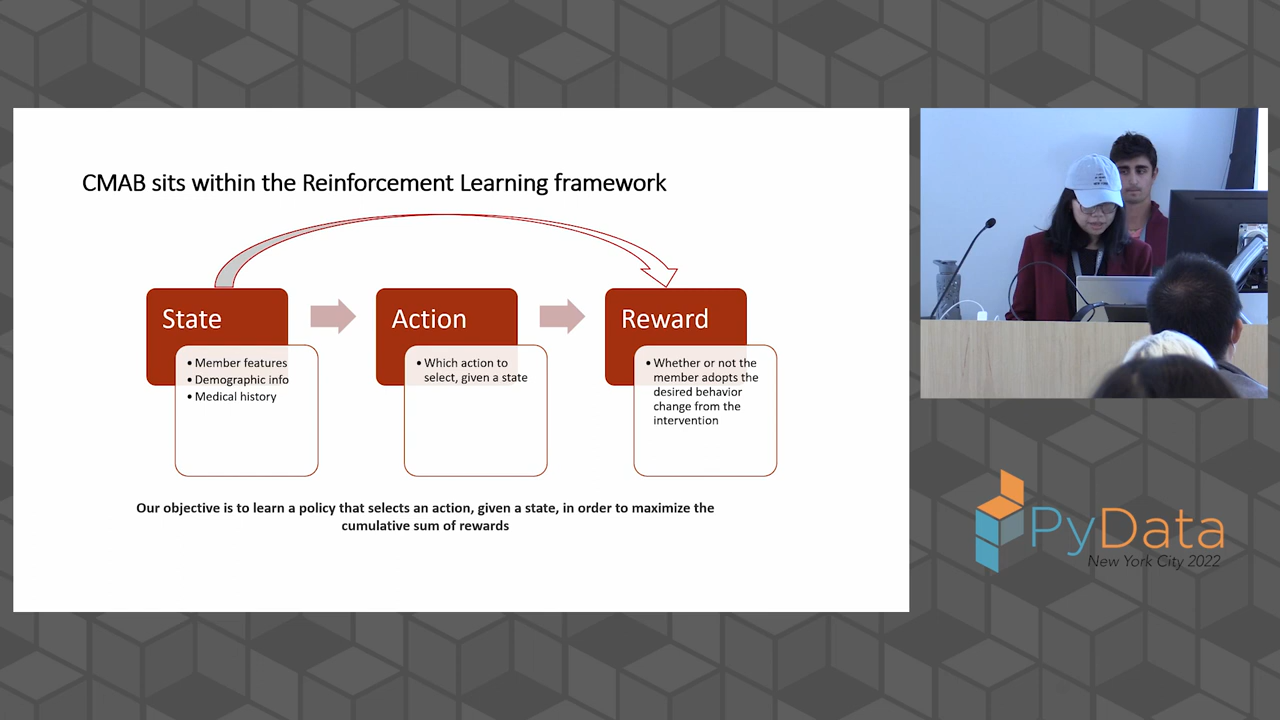 CMAB sits within the Reinforcement Learning framework
State
• Member features
• Demographic info
• Medical history
Action
• Which action to
select, given a state
Reward
• Whether or not the
member adopts the
desired behavior
change from the
intervention
Our objective is to learn a policy that selects an action, given a state, in order to maximize the
cumulative sum of rewards
PyData
New York City 2022